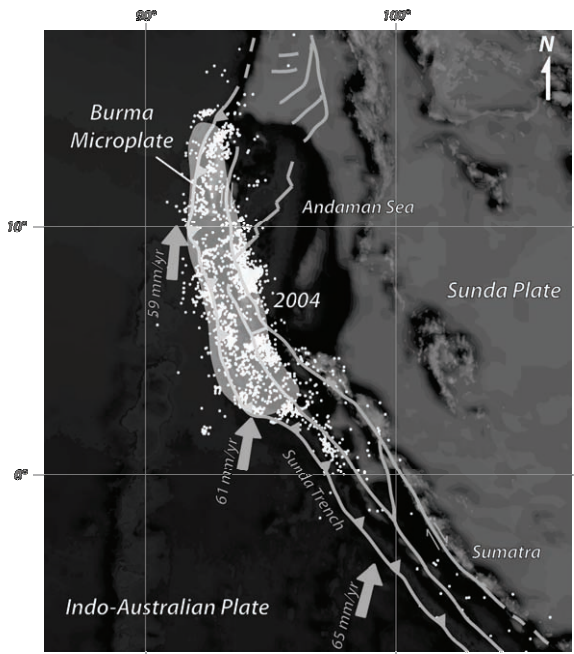 90°
100°
N
Burma
Microplate
Andaman Sea
10°
59 mm/yr
Sunda Plate
2004
61 mm/yr
0°
Sunda Trench
Sumatra
65 mm/yr
Indo-Australian Plate